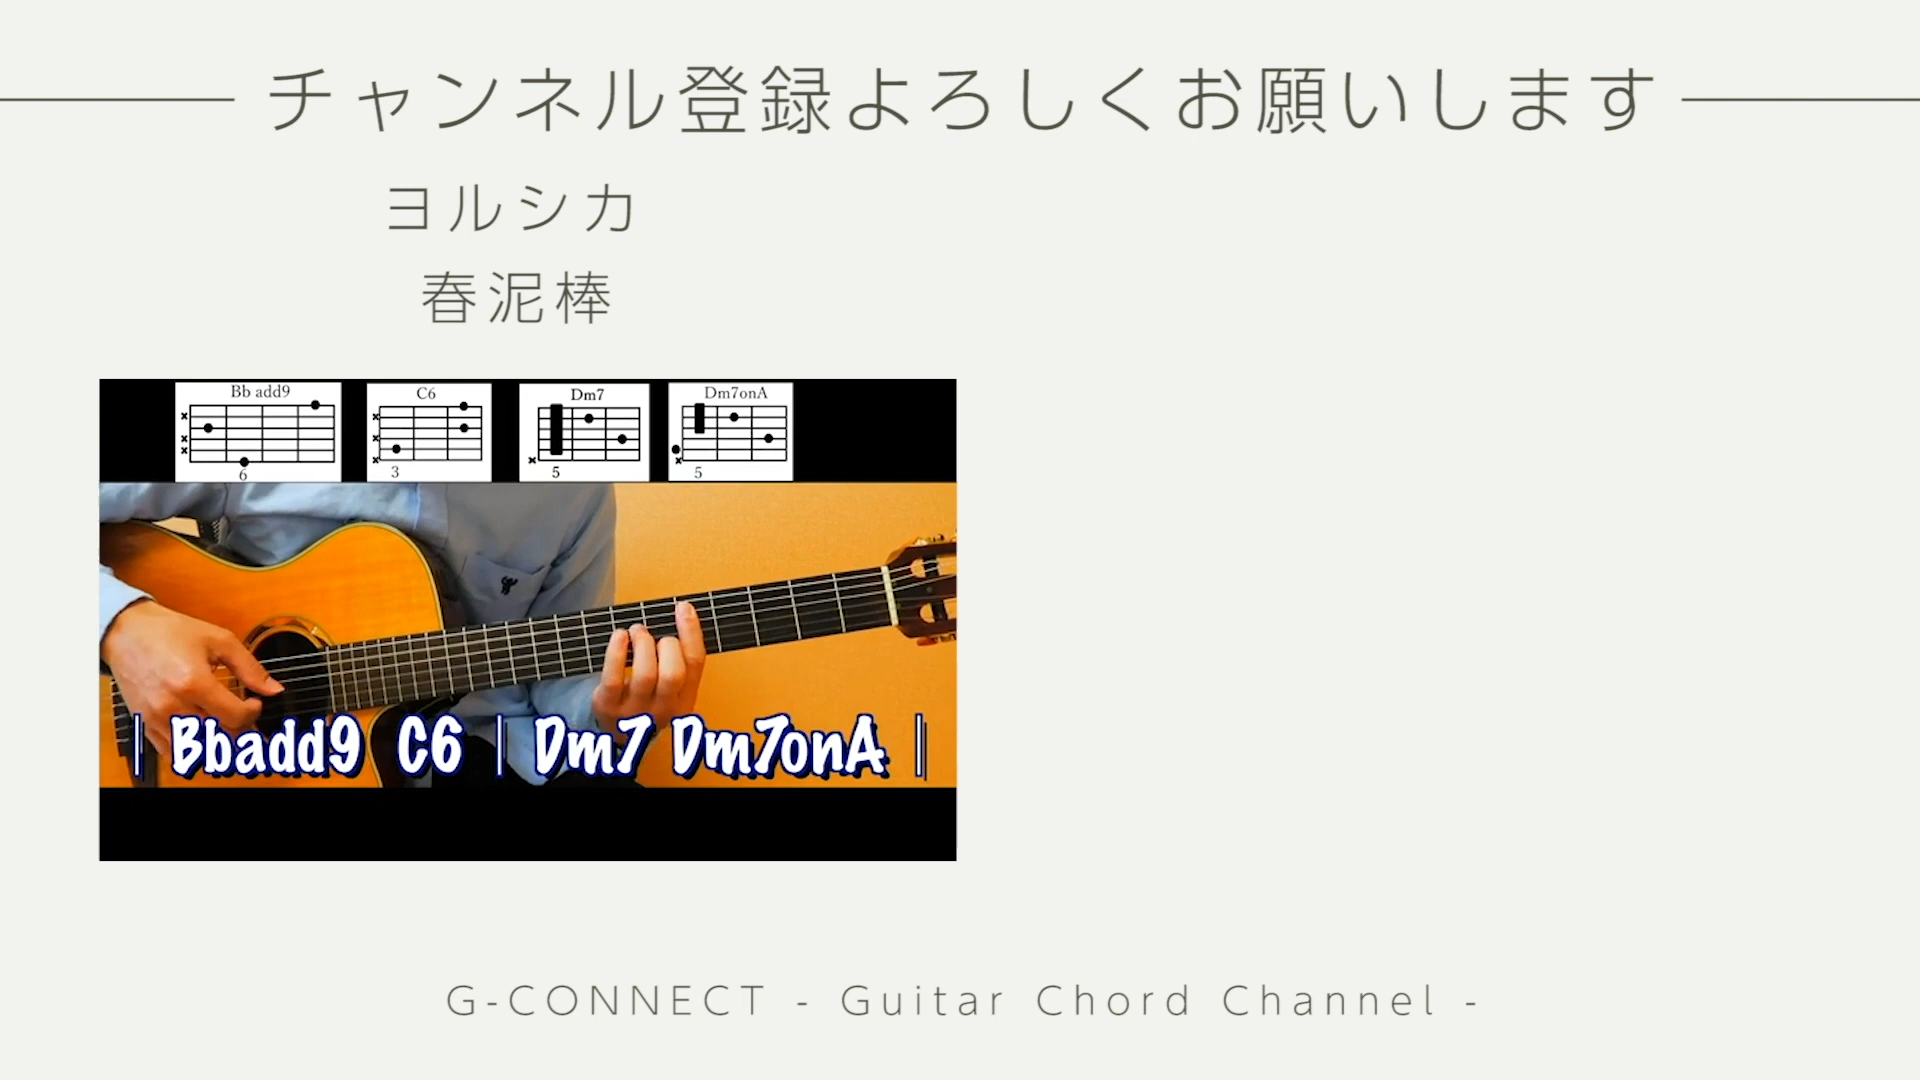 チャンネル登録よろしくお願いします
ヨルシカ
春泥棒
Bb add9 C6 Dm7 Dm7onA
6 3 5 5
| Bbadd9 C6 | Dm7 Dm7onA |
G-CONNECT - Guitar Chord Channel -